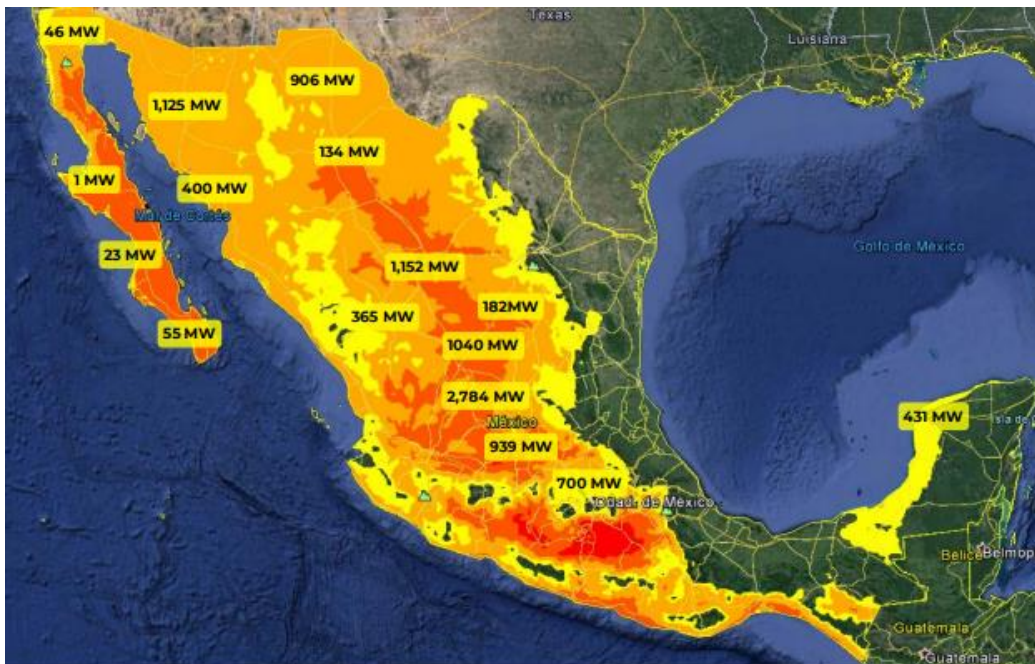 Texas
46 MW
Luisiana
906 MW
1,125 MW
134 MW
1 MW
400 MW
Mar de Cortés
Golfo de México
23 MW
1,152 MW
182MW
365 MW
55 MW
1040 MW
2,784 MW
México
431 MW
939 MW
700 MW
Cdad. de México
Belice
Belmop
Guatemala
Guatemala